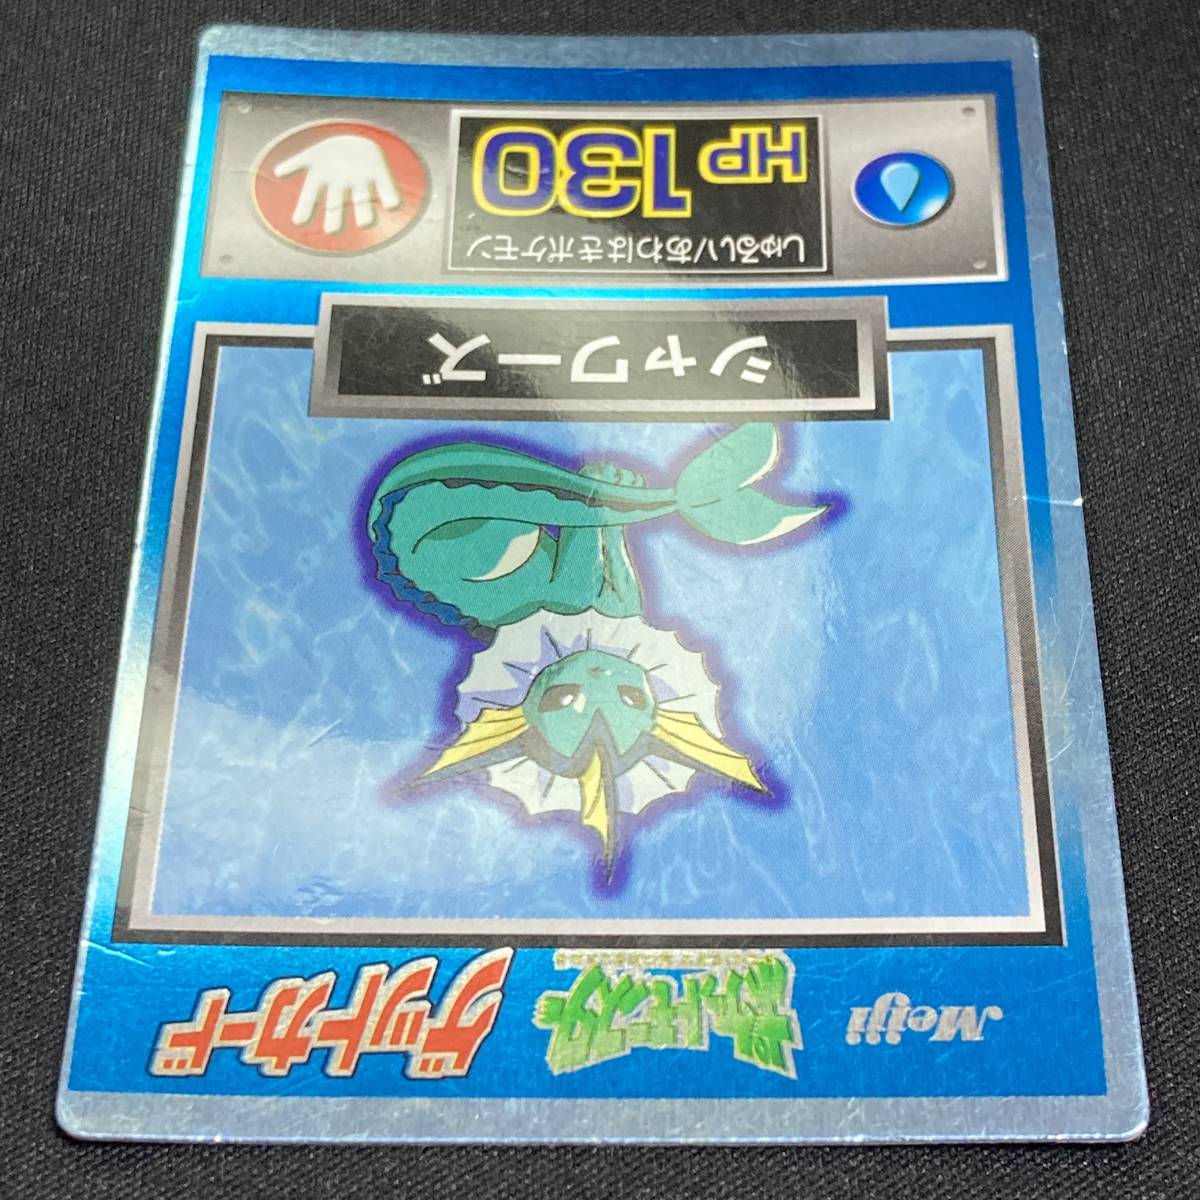 Meiji ポケットモンスター ゲットカード
シャワーズ
しゅるい/あわはきポケモン
HP 130